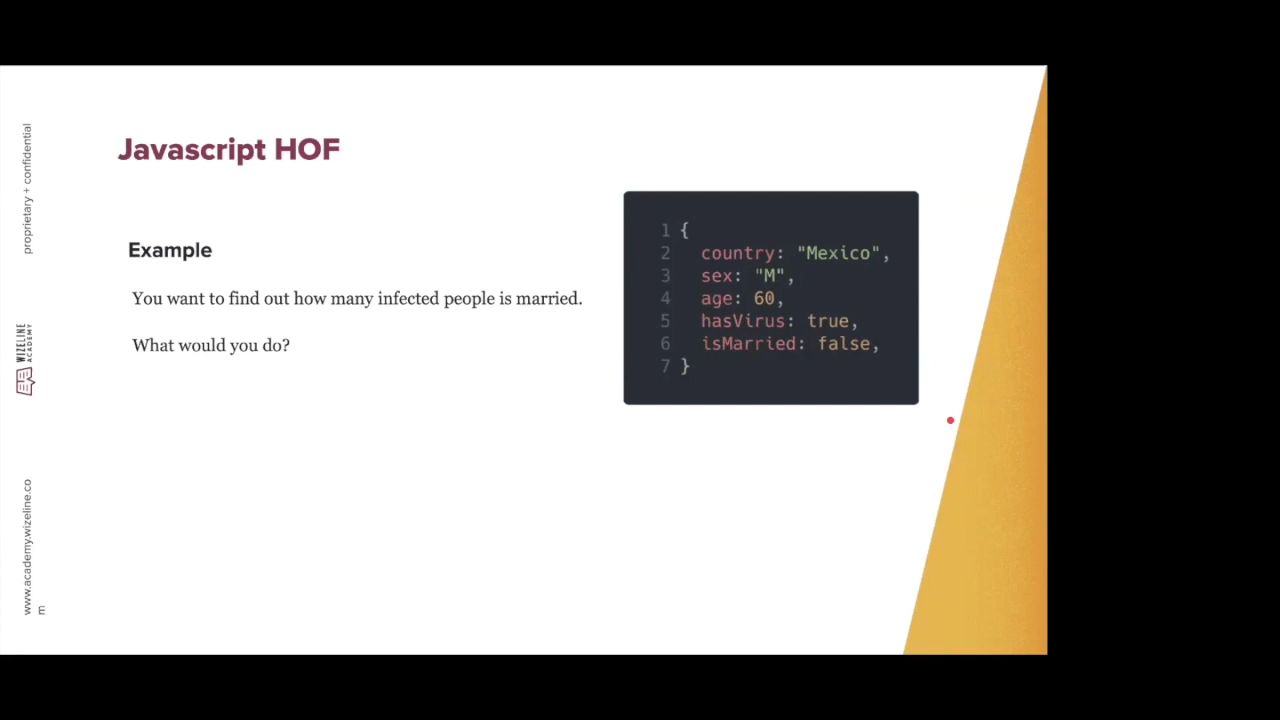 proprietary + confidential
WIZELINE
ACADEMY
www.academy.wizeline.co
m
Javascript HOF
Example
You want to find out how many infected people is married.
What would you do?
1 {
2   country: "Mexico",
3   sex: "M",
4   age: 60,
5   hasVirus: true,
6   isMarried: false,
7 }